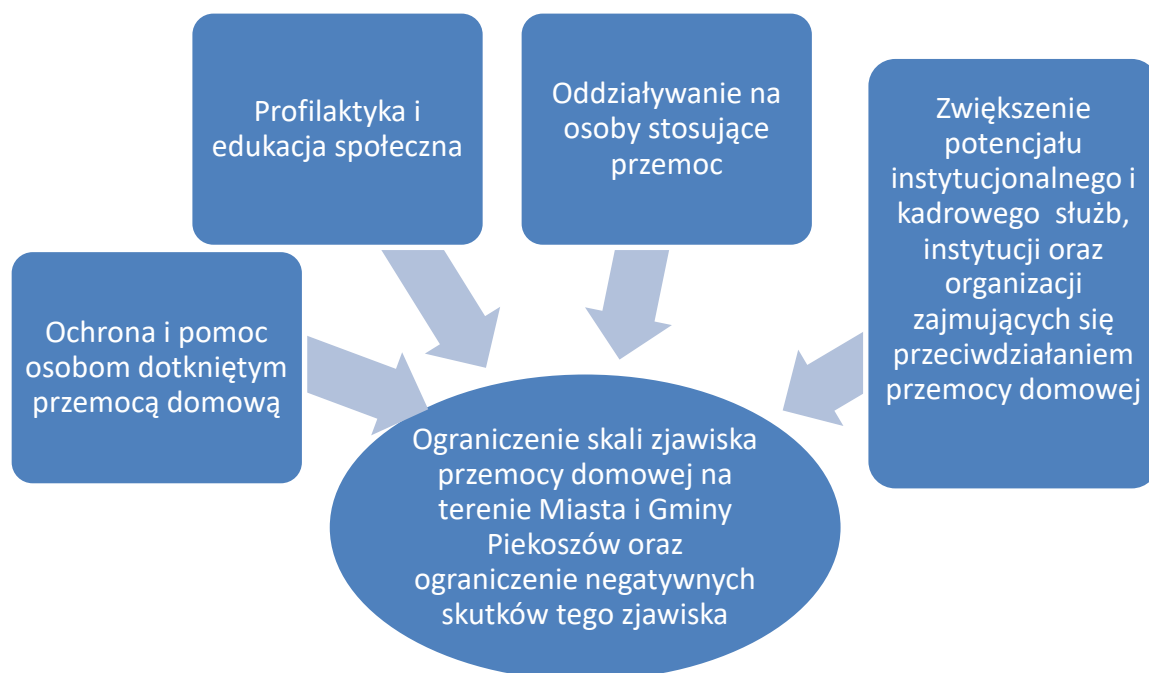 Profilaktyka i
edukacja społeczna
Oddziaływanie na
osoby stosujące
przemoc
Zwiększenie
potencjału
instytucjonalnego i
kadrowego służb,
instytucji oraz
organizacji
zajmujących się
przeciwdziałaniem
przemocy domowej
Ochrona i pomoc
osobom dotkniętym
przemocą domową
Ograniczenie skali zjawiska
przemocy domowej na
terenie Miasta i Gminy
Piekoszów oraz
ograniczenie negatywnych
skutków tego zjawiska